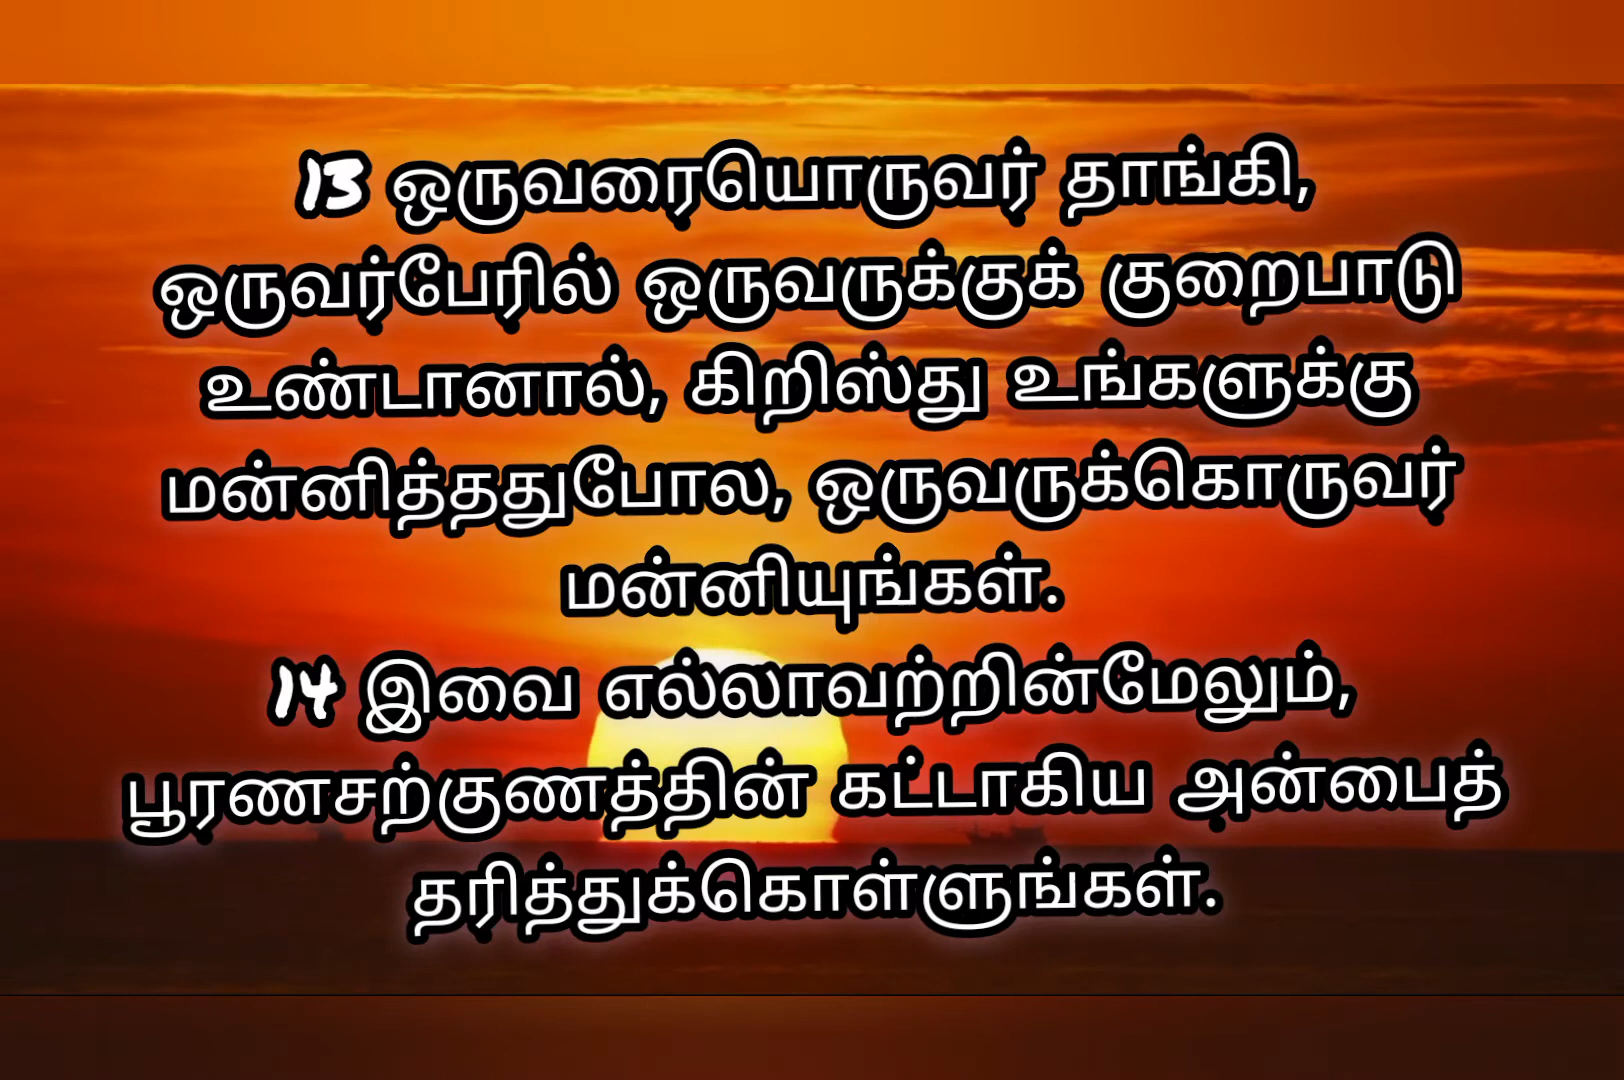 13 ஒருவரையொருவர் தாங்கி,
ஒருவர்பேரில் ஒருவருக்குக் குறைபாடு
உண்டானால், கிறிஸ்து உங்களுக்கு
மன்னித்ததுபோல, ஒருவருக்கொருவர்
மன்னியுங்கள்.
14 இவை எல்லாவற்றின்மேலும்,
பூரணசற்குணத்தின் கட்டாகிய அன்பைத்
தரித்துக்கொள்ளுங்கள்.